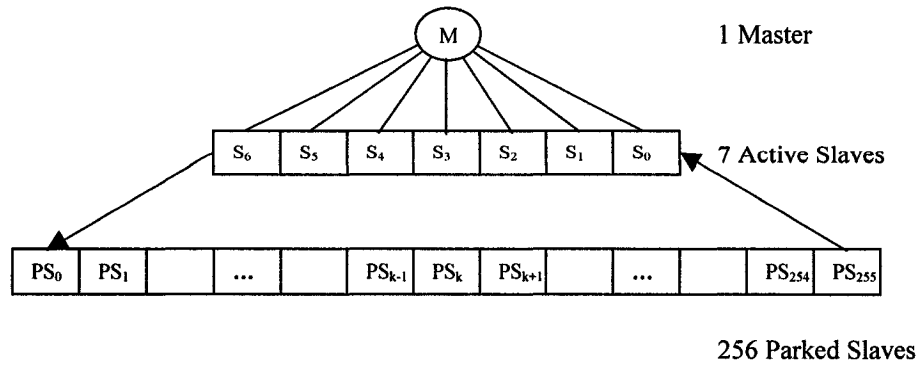 M 1 Master
S₆ S₅ S₄ S₃ S₂ S₁ S₀ 7 Active Slaves
PS₀ PS₁ ... PSₖ₋₁ PSₖ PSₖ₊₁ ... PS₂₅₄ PS₂₅₅
256 Parked Slaves